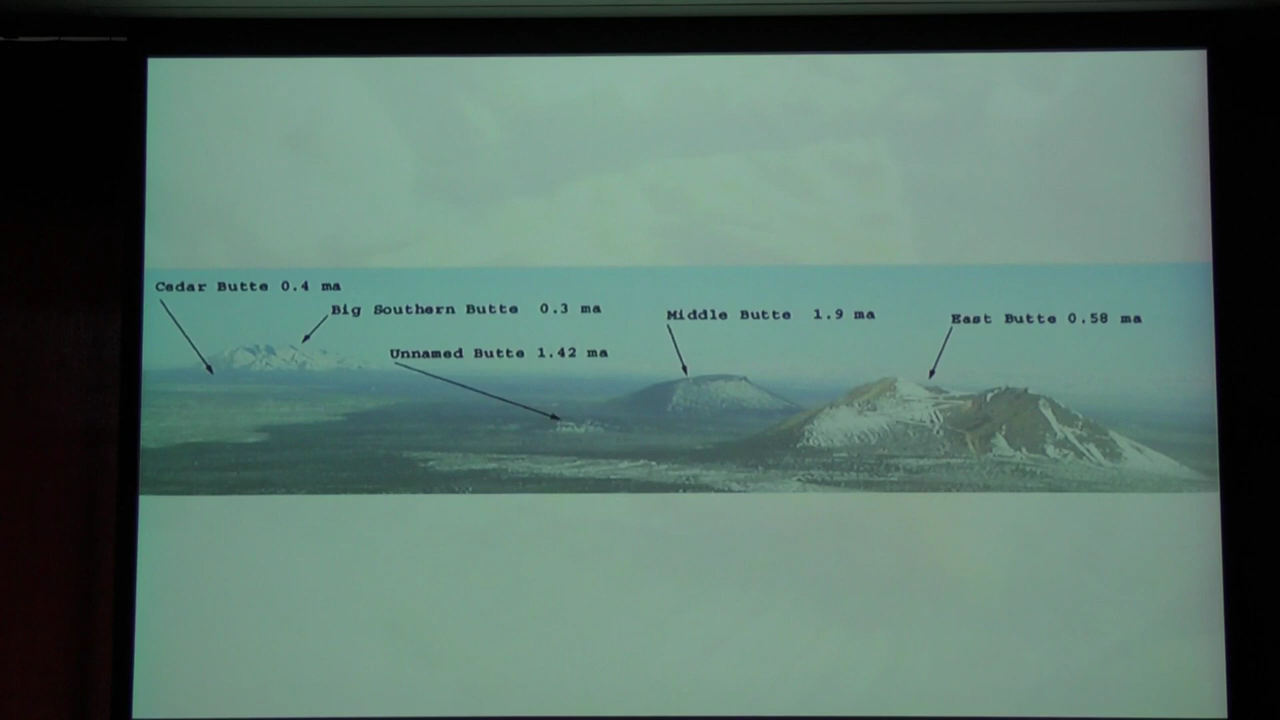 Cedar Butte 0.4 ma
Big Southern Butte 0.3 ma
Middle Butte 1.9 ma
East Butte 0.58 ma
Unnamed Butte 1.42 ma